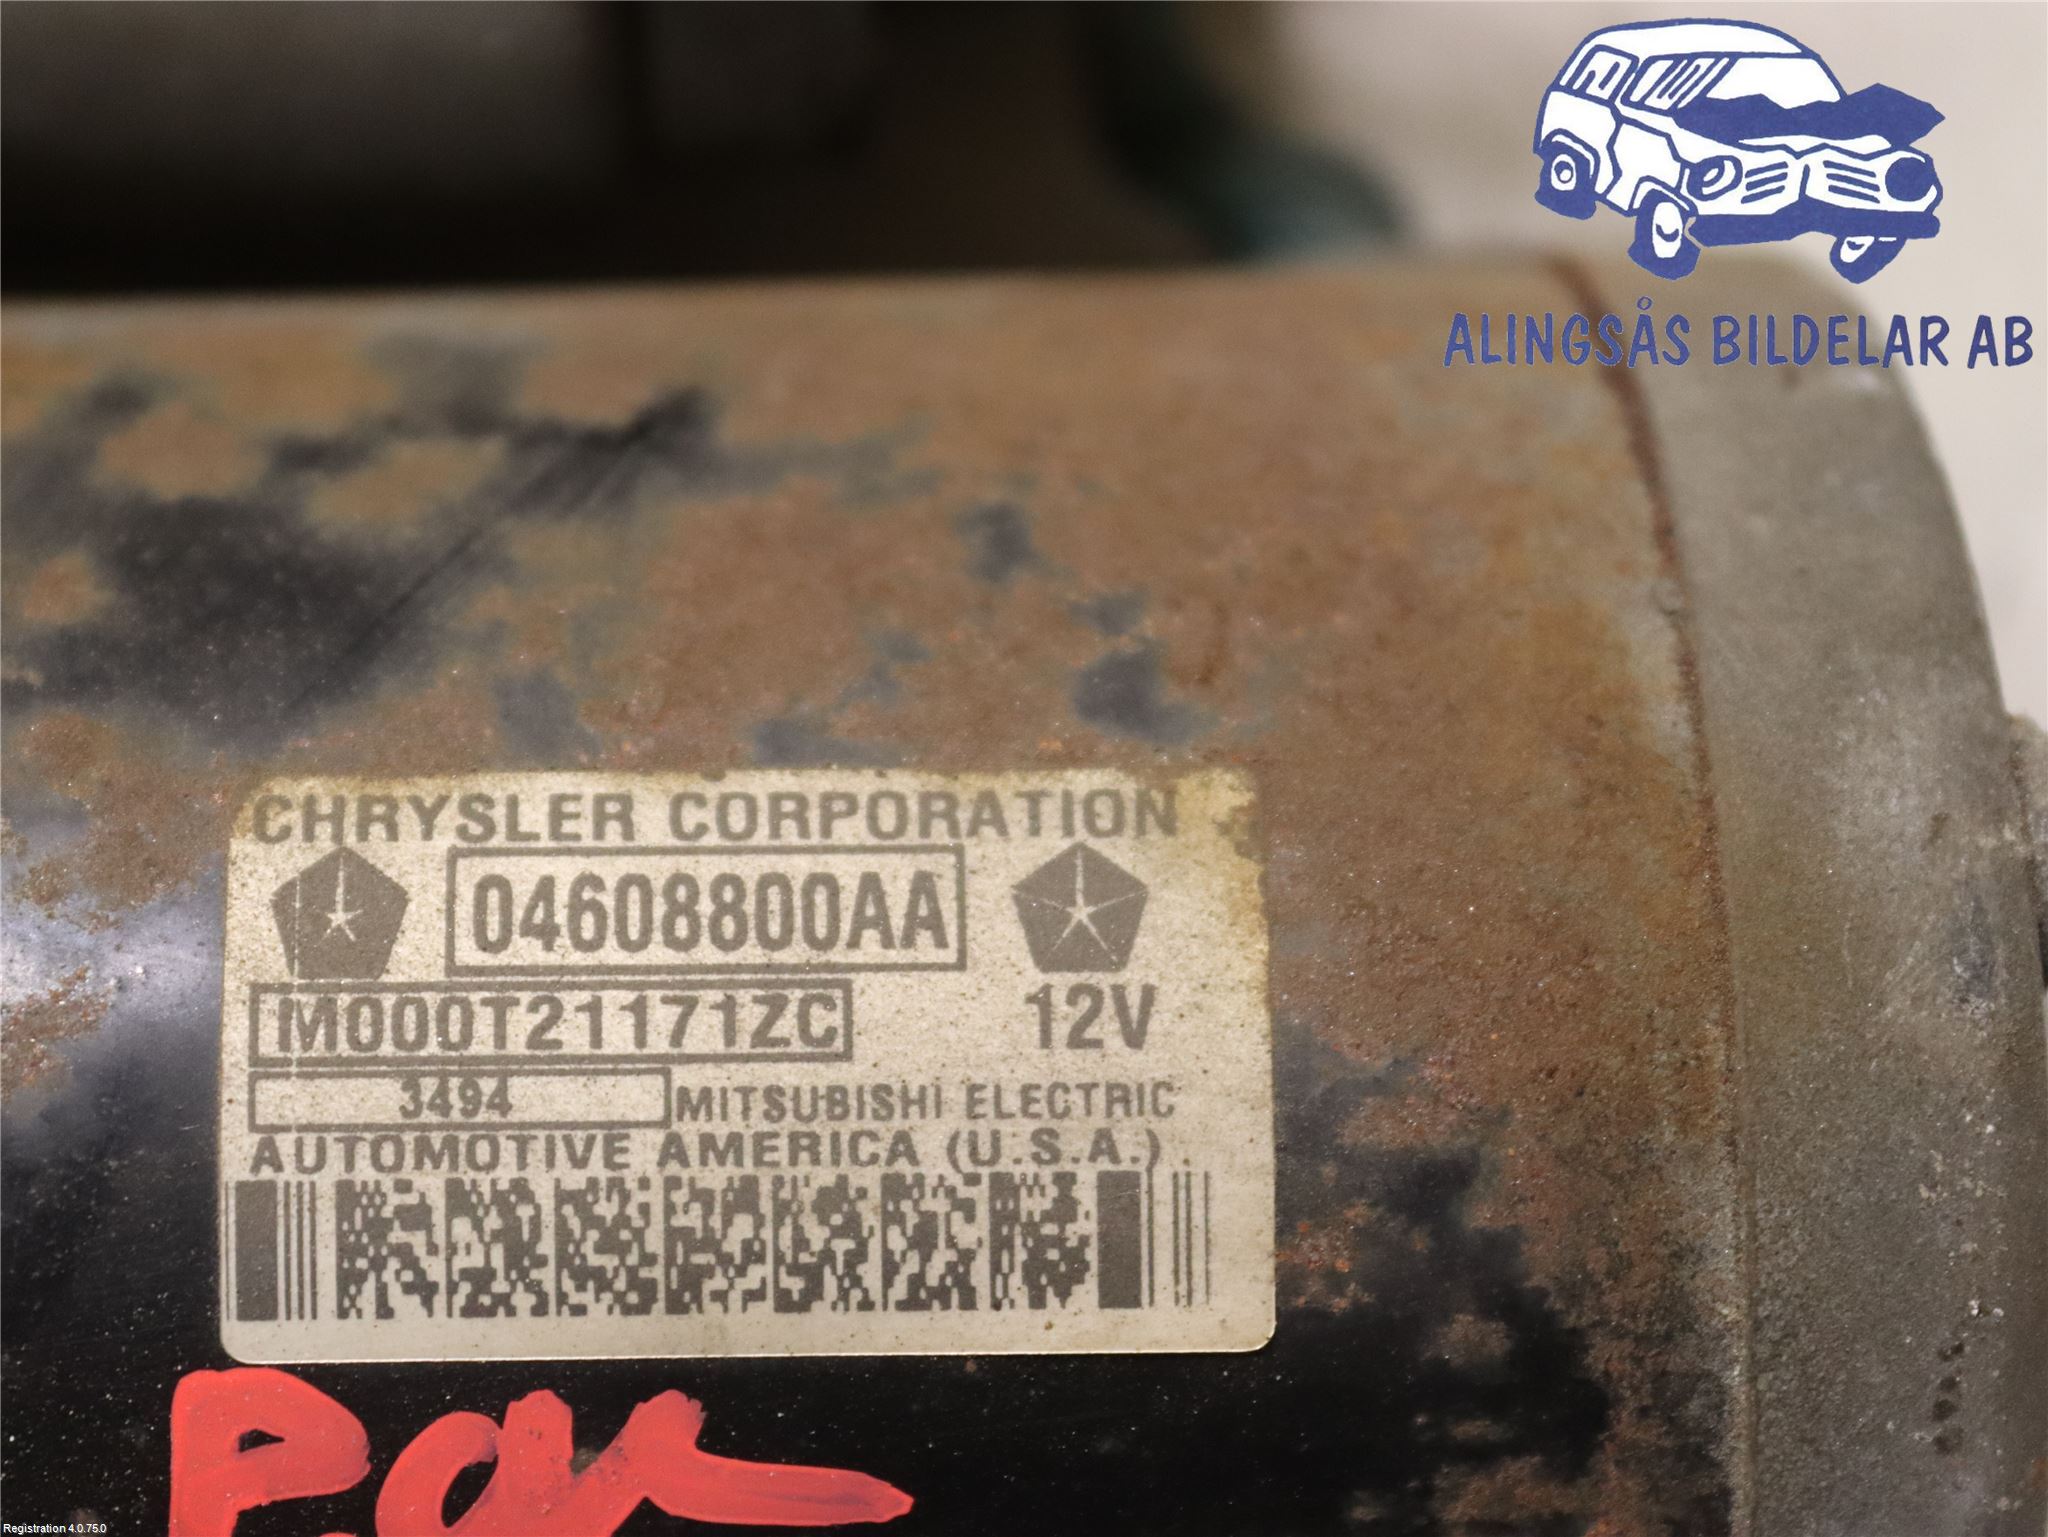 ALINGSÅS BILDELAR AB
CHRYSLER CORPORATION
04608800AA
M000T21171ZC 12V
3494 MITSUBISHI ELECTRIC
AUTOMOTIVE AMERICA (U.S.A.)
Registration 4.0.75.0